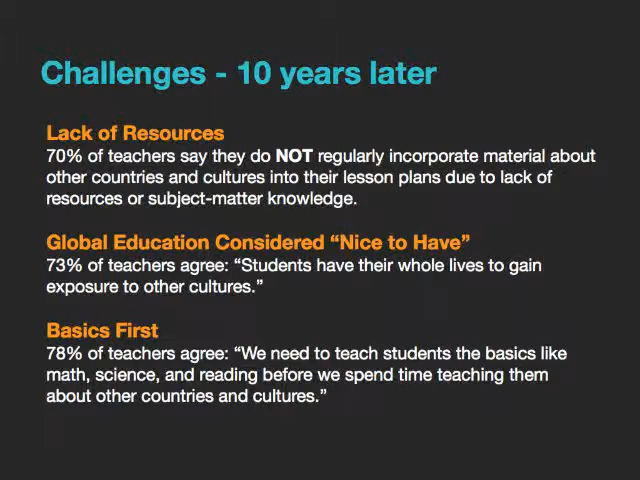 Challenges - 10 years later
Lack of Resources
70% of teachers say they do NOT regularly incorporate material about
other countries and cultures into their lesson plans due to lack of
resources or subject-matter knowledge.
Global Education Considered “Nice to Have”
73% of teachers agree: “Students have their whole lives to gain
exposure to other cultures.”
Basics First
78% of teachers agree: “We need to teach students the basics like
math, science, and reading before we spend time teaching them
about other countries and cultures.”